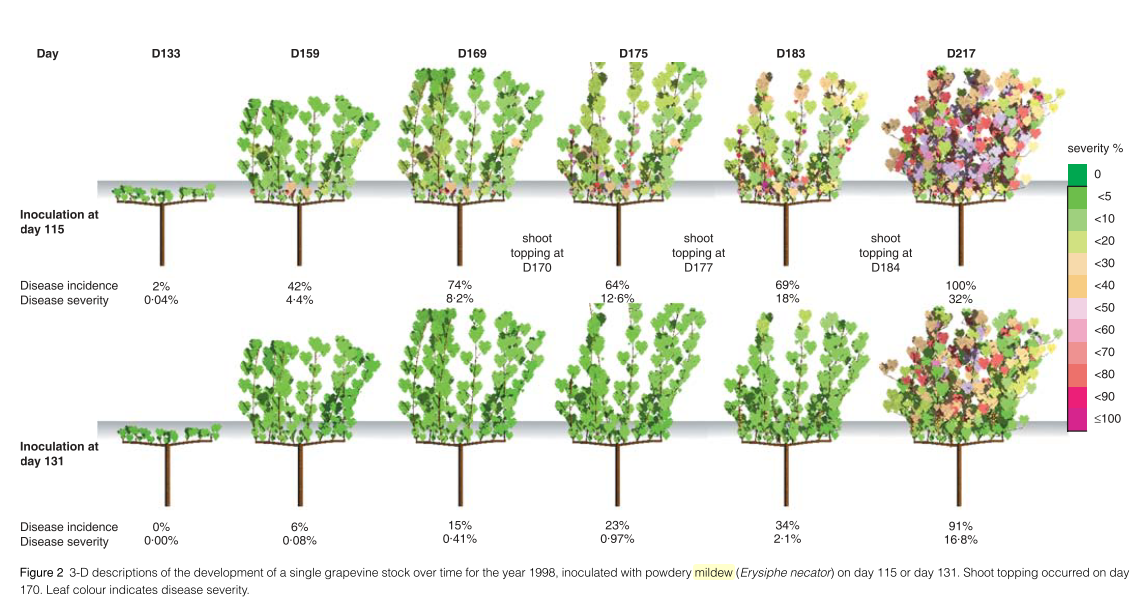 Day D133 D159 D169 D175 D183 D217
severity %
0
<5
<10
<20
<30
<40
<50
<60
<70
<80
<90
≤100
Inoculation at
day 115
shoot
topping at
D170
shoot
topping at
D177
shoot
topping at
D184
Disease incidence 2% 42% 74% 64% 69% 100%
Disease severity 0·04% 4·4% 8·2% 12·6% 18% 32%
Inoculation at
day 131
Disease incidence 0% 6% 15% 23% 34% 91%
Disease severity 0·00% 0·08% 0·41% 0·97% 2·1% 16·8%
Figure 2 3-D descriptions of the development of a single grapevine stock over time for the year 1998, inoculated with powdery mildew (Erysiphe necator) on day 115 or day 131. Shoot topping occurred on day
170. Leaf colour indicates disease severity.